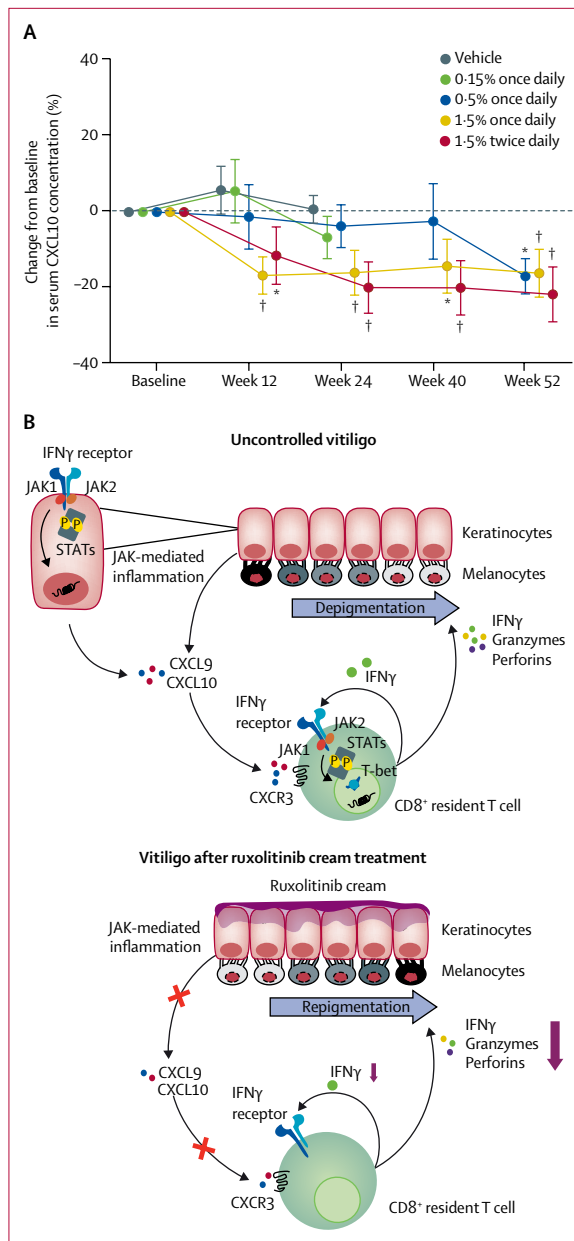 A
Change from baseline
in serum CXCL10 concentration (%)
40
20
0
–20
–40
Vehicle
0·15% once daily
0·5% once daily
1·5% once daily
1·5% twice daily
†
*
†
†
*
†
*
†
†
Baseline
Week 12
Week 24
Week 40
Week 52
B
Uncontrolled vitiligo
IFNγ receptor
JAK1
JAK2
P P
STATs
JAK-mediated
inflammation
Keratinocytes
Melanocytes
Depigmentation
IFNγ
Granzymes
Perforins
CXCL9
CXCL10
IFNγ
IFNγ
receptor
JAK2
JAK1
STATs
P P
T-bet
CXCR3
CD8⁺ resident T cell
Vitiligo after ruxolitinib cream treatment
Ruxolitinib cream
JAK-mediated
inflammation
Keratinocytes
Melanocytes
Repigmentation
IFNγ
Granzymes
Perforins
CXCL9
CXCL10
IFNγ
IFNγ
receptor
CXCR3
CD8⁺ resident T cell